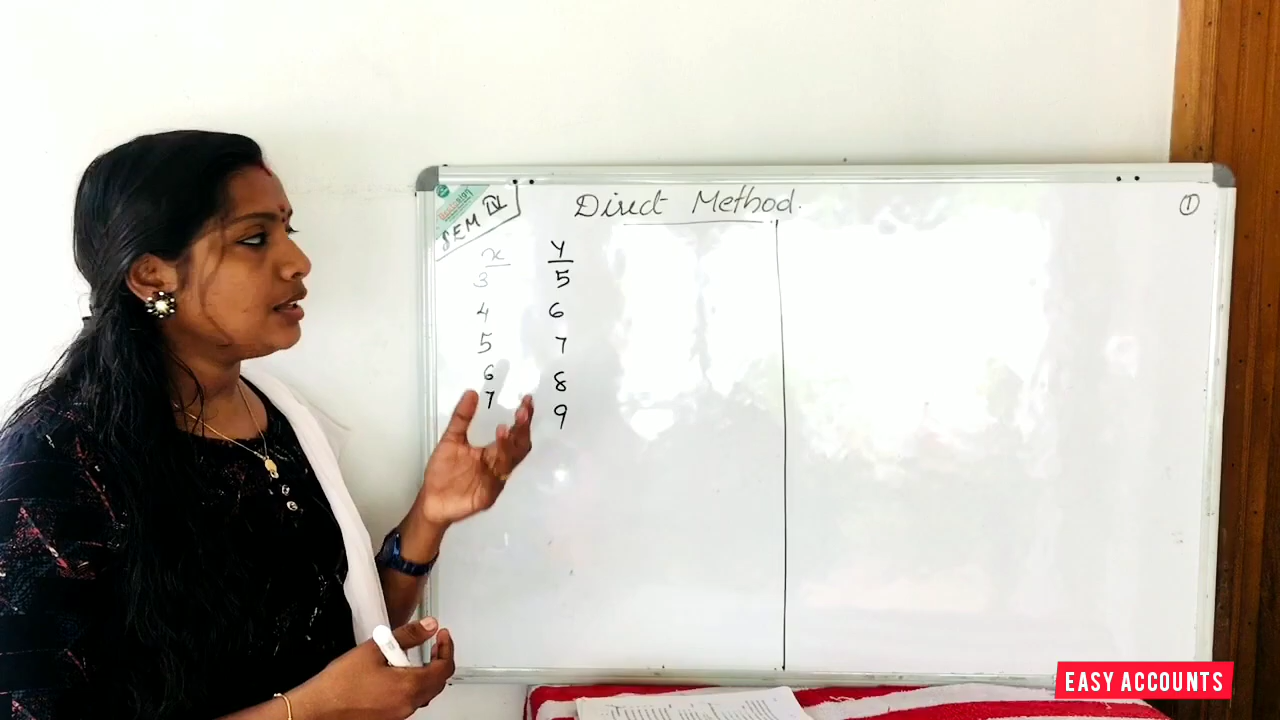 SEM IV
Direct Method.
①
x y
3 5
4 6
5 7
6 8
7 9
EASY ACCOUNTS